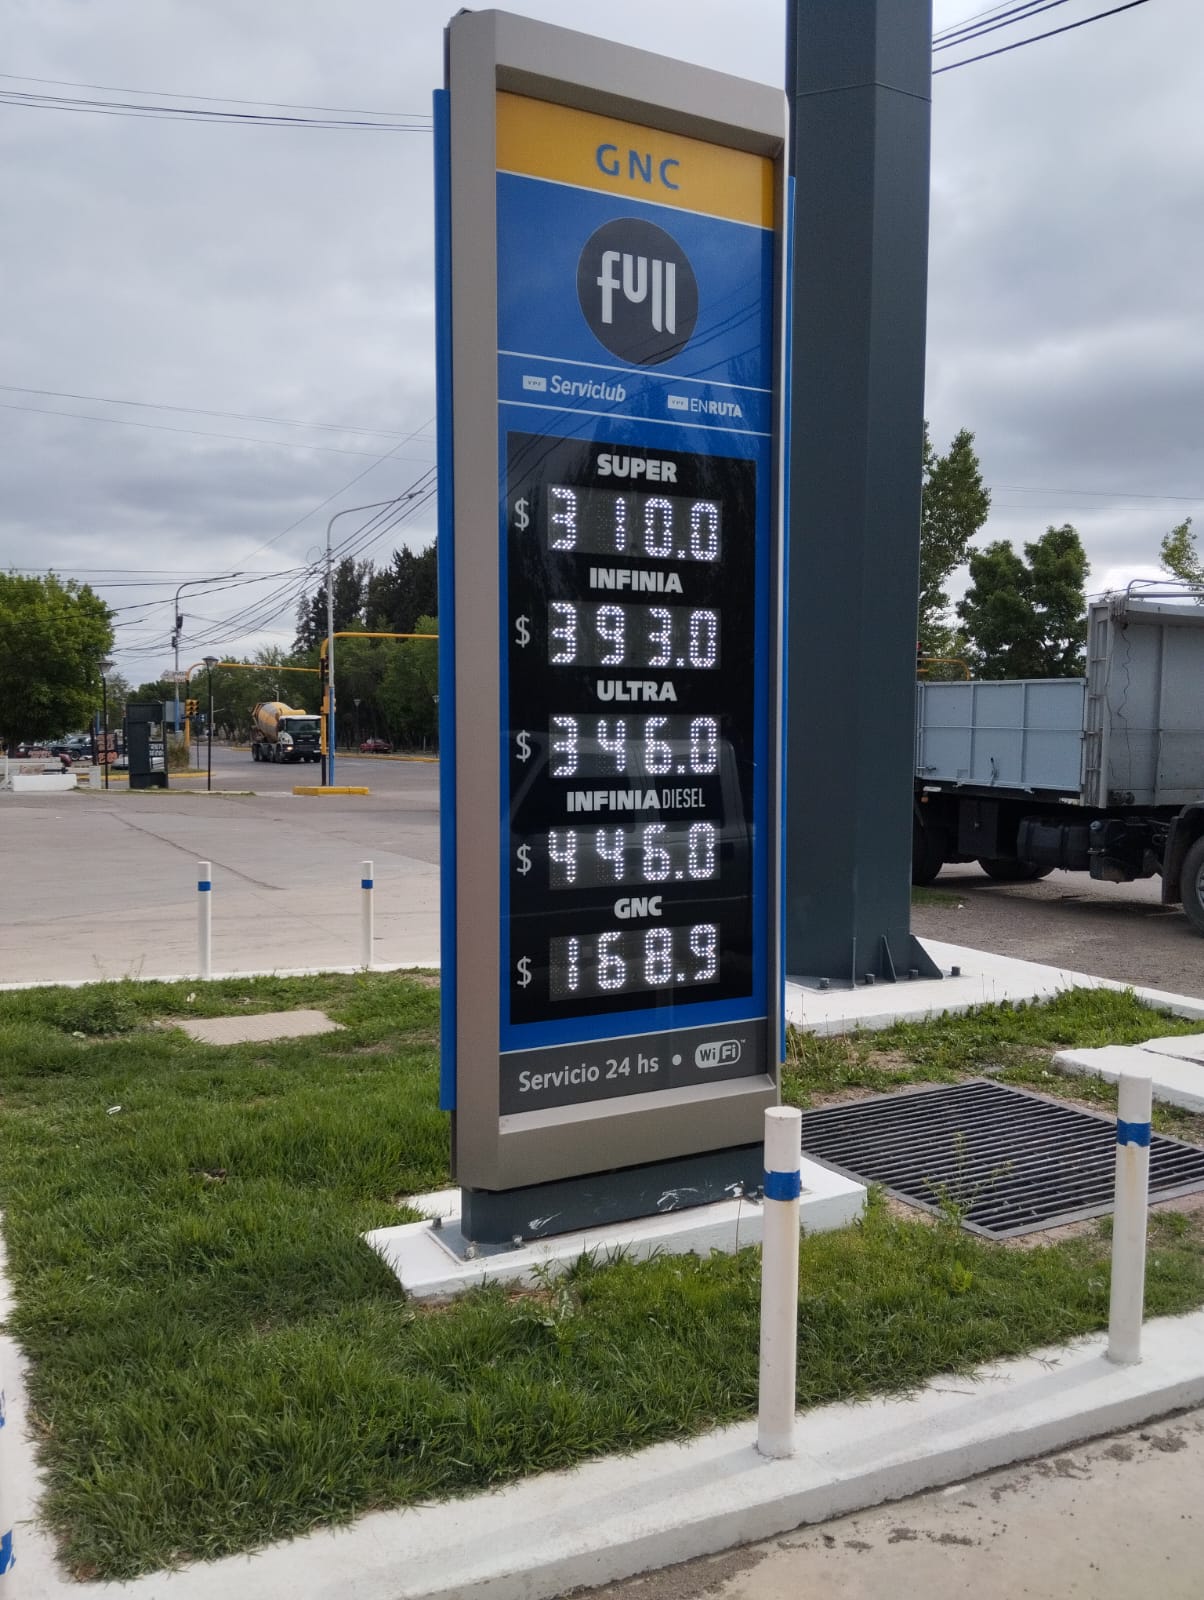 GNC
full
YPF Serviclub YPF ENRUTA
SUPER
$ 310.0
INFINIA
$ 393.0
ULTRA
$ 346.0
INFINIA DIESEL
$ 446.0
GNC
$ 168.9
Servicio 24 hs • WiFi™